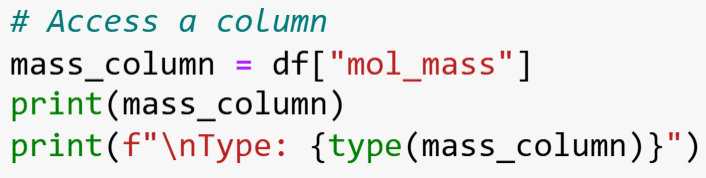 # Access a column
mass_column = df["mol_mass"]
print(mass_column)
print(f"\nType: {type(mass_column)}")